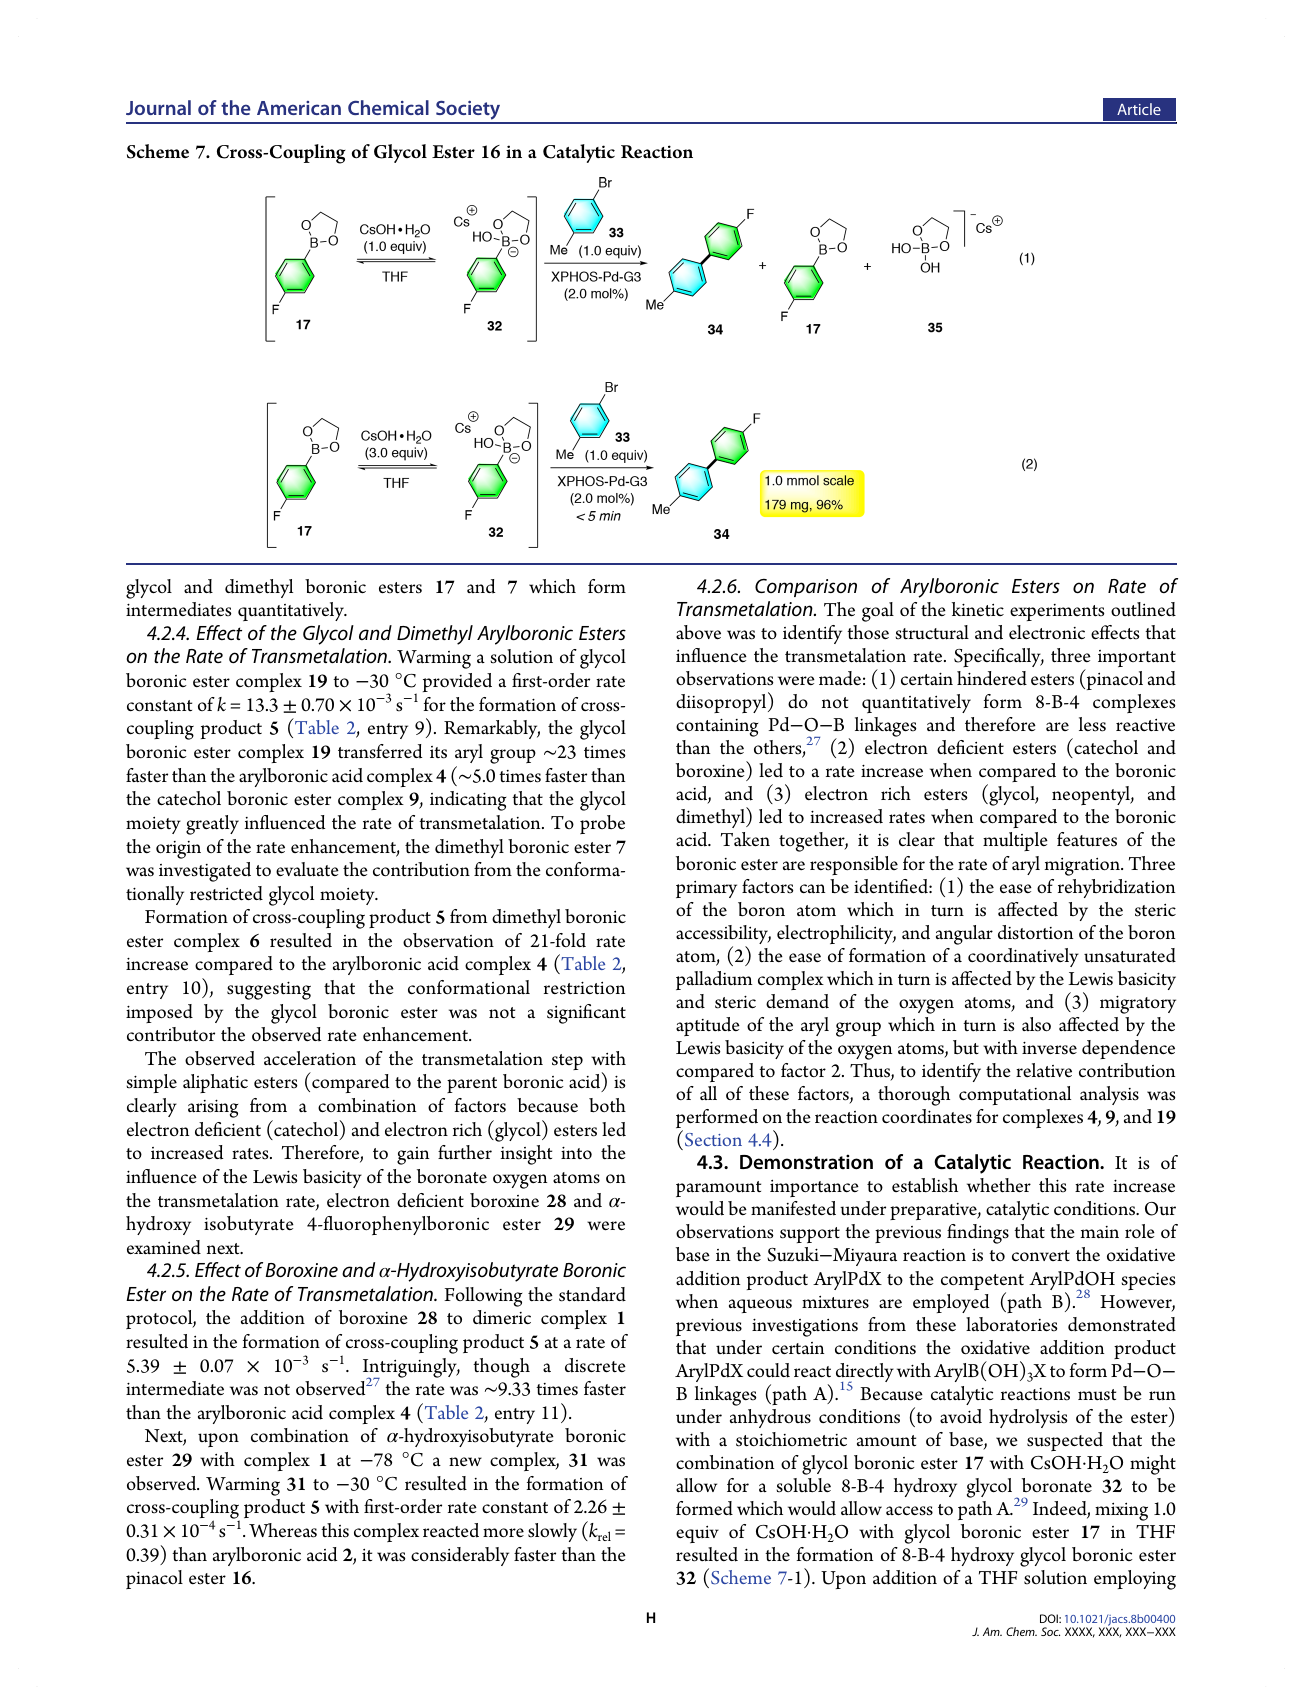 Journal of the American Chemical Society
Article
Scheme 7. Cross-Coupling of Glycol Ester 16 in a Catalytic Reaction
O
B-O
F
17
CsOH•H2O
(1.0 equiv)
THF
Cs⊕
O
HO-B-O
⊖
F
32
Br
33
Me (1.0 equiv)
XPHOS-Pd-G3
(2.0 mol%)
F
Me
34
+
O
B-O
F
17
+
O
HO-B-O
OH
− Cs⊕
35
(1)
O
B-O
F
17
CsOH•H2O
(3.0 equiv)
THF
Cs⊕
O
HO-B-O
⊖
F
32
Br
33
Me (1.0 equiv)
XPHOS-Pd-G3
(2.0 mol%)
< 5 min
F
Me
34
1.0 mmol scale
179 mg, 96%
(2)
glycol and dimethyl boronic esters 17 and 7 which form
intermediates quantitatively.
4.2.4. Effect of the Glycol and Dimethyl Arylboronic Esters
on the Rate of Transmetalation. Warming a solution of glycol
boronic ester complex 19 to −30 °C provided a first-order rate
constant of k = 13.3 ± 0.70 × 10−3 s−1 for the formation of cross-
coupling product 5 (Table 2, entry 9). Remarkably, the glycol
boronic ester complex 19 transferred its aryl group ∼23 times
faster than the arylboronic acid complex 4 (∼5.0 times faster than
the catechol boronic ester complex 9, indicating that the glycol
moiety greatly influenced the rate of transmetalation. To probe
the origin of the rate enhancement, the dimethyl boronic ester 7
was investigated to evaluate the contribution from the conforma-
tionally restricted glycol moiety.
Formation of cross-coupling product 5 from dimethyl boronic
ester complex 6 resulted in the observation of 21-fold rate
increase compared to the arylboronic acid complex 4 (Table 2,
entry 10), suggesting that the conformational restriction
imposed by the glycol boronic ester was not a significant
contributor the observed rate enhancement.
The observed acceleration of the transmetalation step with
simple aliphatic esters (compared to the parent boronic acid) is
clearly arising from a combination of factors because both
electron deficient (catechol) and electron rich (glycol) esters led
to increased rates. Therefore, to gain further insight into the
influence of the Lewis basicity of the boronate oxygen atoms on
the transmetalation rate, electron deficient boroxine 28 and α-
hydroxy isobutyrate 4-fluorophenylboronic ester 29 were
examined next.
4.2.5. Effect of Boroxine and α-Hydroxyisobutyrate Boronic
Ester on the Rate of Transmetalation. Following the standard
protocol, the addition of boroxine 28 to dimeric complex 1
resulted in the formation of cross-coupling product 5 at a rate of
5.39 ± 0.07 × 10−3 s−1. Intriguingly, though a discrete
intermediate was not observed27 the rate was ∼9.33 times faster
than the arylboronic acid complex 4 (Table 2, entry 11).
Next, upon combination of α-hydroxyisobutyrate boronic
ester 29 with complex 1 at −78 °C a new complex, 31 was
observed. Warming 31 to −30 °C resulted in the formation of
cross-coupling product 5 with first-order rate constant of 2.26 ±
0.31 × 10−4 s−1. Whereas this complex reacted more slowly (krel =
0.39) than arylboronic acid 2, it was considerably faster than the
pinacol ester 16.
4.2.6. Comparison of Arylboronic Esters on Rate of
Transmetalation. The goal of the kinetic experiments outlined
above was to identify those structural and electronic effects that
influence the transmetalation rate. Specifically, three important
observations were made: (1) certain hindered esters (pinacol and
diisopropyl) do not quantitatively form 8-B-4 complexes
containing Pd−O−B linkages and therefore are less reactive
than the others,27 (2) electron deficient esters (catechol and
boroxine) led to a rate increase when compared to the boronic
acid, and (3) electron rich esters (glycol, neopentyl, and
dimethyl) led to increased rates when compared to the boronic
acid. Taken together, it is clear that multiple features of the
boronic ester are responsible for the rate of aryl migration. Three
primary factors can be identified: (1) the ease of rehybridization
of the boron atom which in turn is affected by the steric
accessibility, electrophilicity, and angular distortion of the boron
atom, (2) the ease of formation of a coordinatively unsaturated
palladium complex which in turn is affected by the Lewis basicity
and steric demand of the oxygen atoms, and (3) migratory
aptitude of the aryl group which in turn is also affected by the
Lewis basicity of the oxygen atoms, but with inverse dependence
compared to factor 2. Thus, to identify the relative contribution
of all of these factors, a thorough computational analysis was
performed on the reaction coordinates for complexes 4, 9, and 19
(Section 4.4).
4.3. Demonstration of a Catalytic Reaction. It is of
paramount importance to establish whether this rate increase
would be manifested under preparative, catalytic conditions. Our
observations support the previous findings that the main role of
base in the Suzuki−Miyaura reaction is to convert the oxidative
addition product ArylPdX to the competent ArylPdOH species
when aqueous mixtures are employed (path B).28 However,
previous investigations from these laboratories demonstrated
that under certain conditions the oxidative addition product
ArylPdX could react directly with ArylB(OH)3X to form Pd−O−
B linkages (path A).15 Because catalytic reactions must be run
under anhydrous conditions (to avoid hydrolysis of the ester)
with a stoichiometric amount of base, we suspected that the
combination of glycol boronic ester 17 with CsOH·H2O might
allow for a soluble 8-B-4 hydroxy glycol boronate 32 to be
formed which would allow access to path A.29 Indeed, mixing 1.0
equiv of CsOH·H2O with glycol boronic ester 17 in THF
resulted in the formation of 8-B-4 hydroxy glycol boronic ester
32 (Scheme 7-1). Upon addition of a THF solution employing
H
DOI: 10.1021/jacs.8b00400
J. Am. Chem. Soc. XXXX, XXX, XXX−XXX